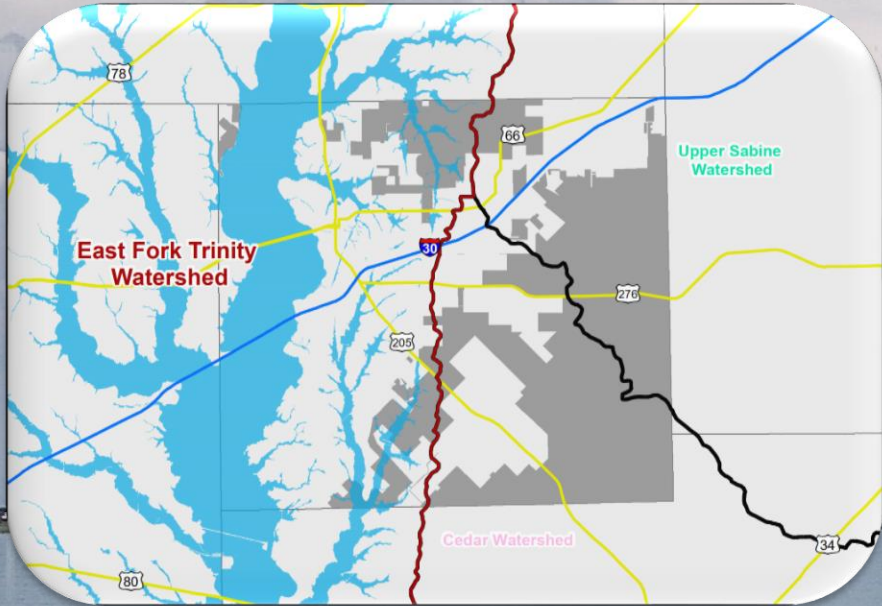 78
66
Upper Sabine
Watershed
East Fork Trinity
Watershed
30
276
205
Cedar Watershed
34
80